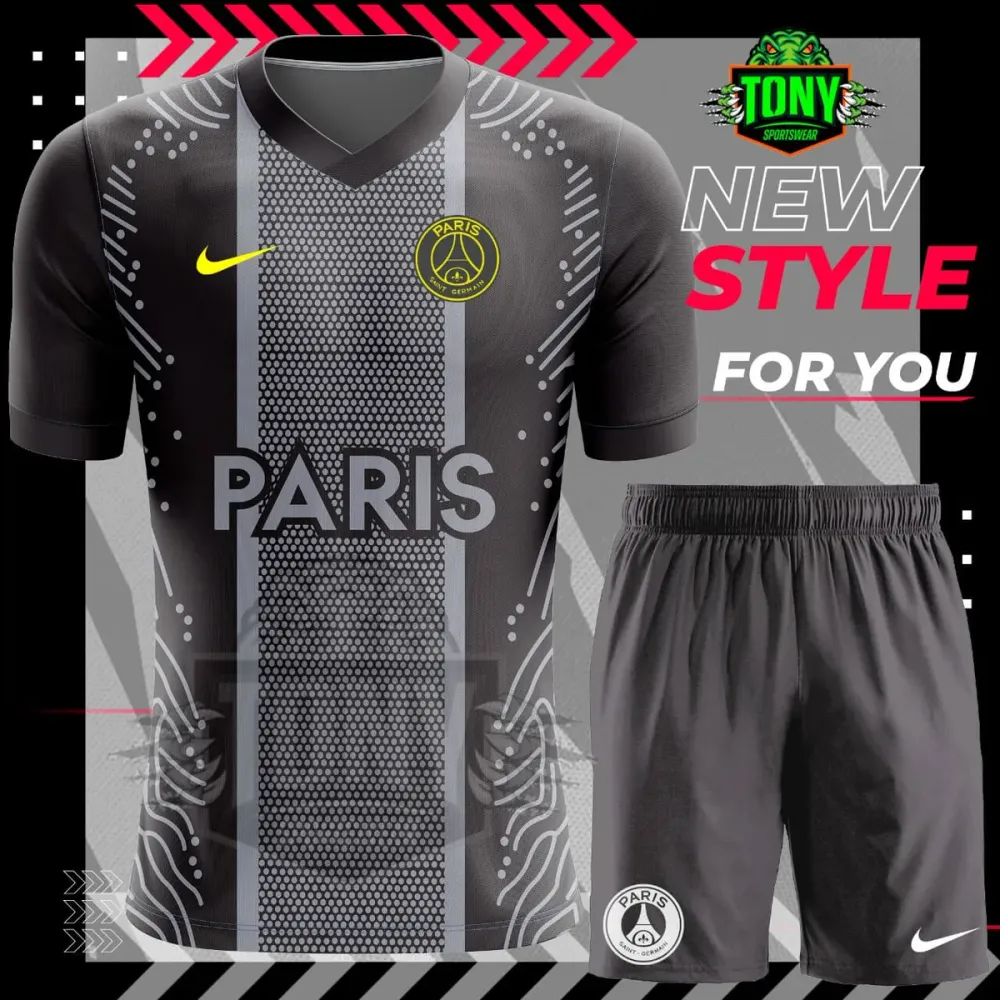 TONY
SPORTSWEAR
NEW
STYLE
FOR YOU
PARIS
SAINT - GERMAIN
PARIS
PARIS
SAINT - GERMAIN